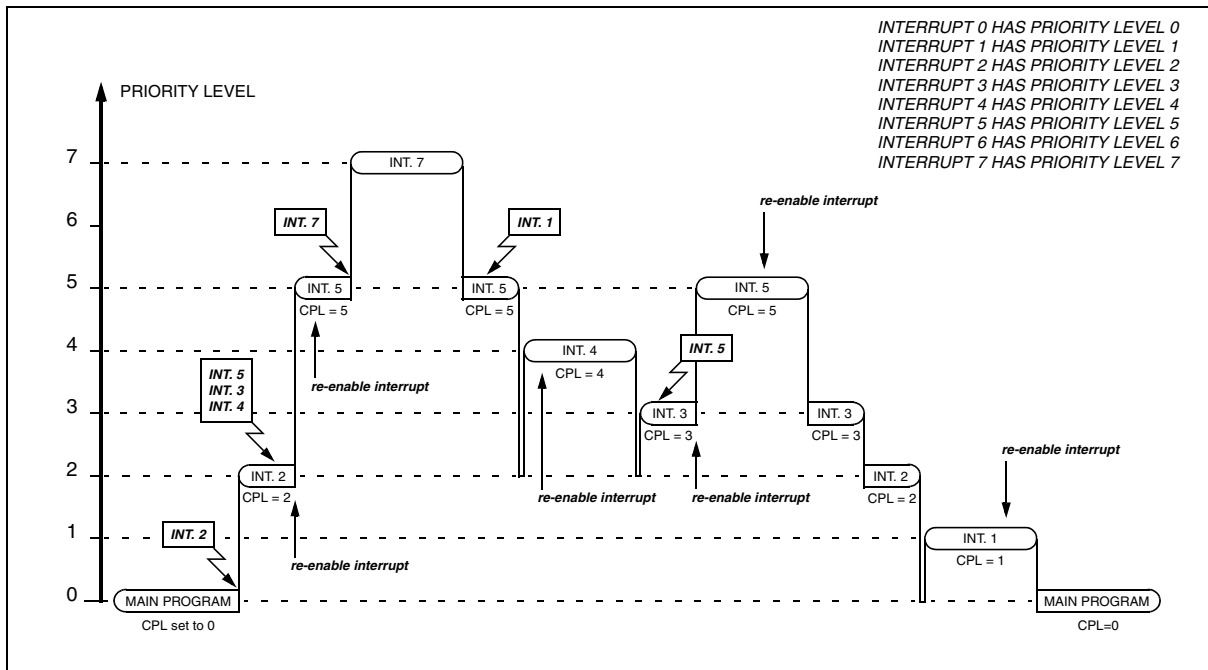 INTERRUPT 0 HAS PRIORITY LEVEL 0
INTERRUPT 1 HAS PRIORITY LEVEL 1
INTERRUPT 2 HAS PRIORITY LEVEL 2
INTERRUPT 3 HAS PRIORITY LEVEL 3
INTERRUPT 4 HAS PRIORITY LEVEL 4
INTERRUPT 5 HAS PRIORITY LEVEL 5
INTERRUPT 6 HAS PRIORITY LEVEL 6
INTERRUPT 7 HAS PRIORITY LEVEL 7
PRIORITY LEVEL
7
INT. 7
6
INT. 7
INT. 1
re-enable interrupt
5
INT. 5
CPL = 5
INT. 5
CPL = 5
INT. 5
CPL = 5
4
INT. 4
CPL = 4
INT. 5
re-enable interrupt
INT. 5
INT. 3
INT. 4
3
INT. 3
CPL = 3
INT. 3
CPL = 3
re-enable interrupt
2
INT. 2
CPL = 2
re-enable interrupt
re-enable interrupt
INT. 2
CPL = 2
1
INT. 2
re-enable interrupt
INT. 1
CPL = 1
0
MAIN PROGRAM
CPL set to 0
MAIN PROGRAM
CPL=0